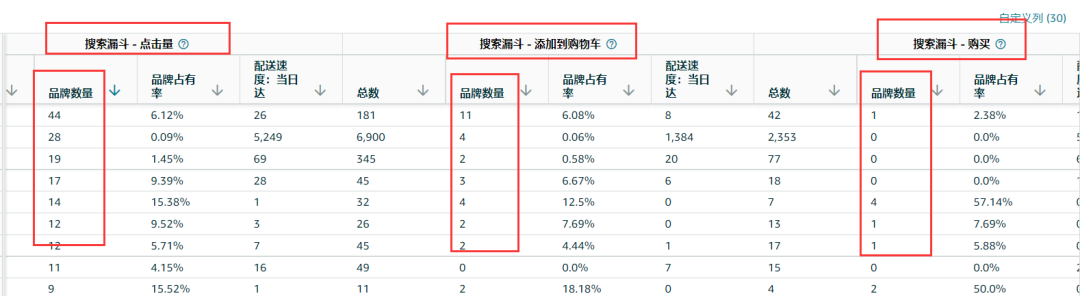 自定义列 (30)
搜索漏斗 - 点击量 搜索漏斗 - 添加到购物车 搜索漏斗 - 购买
品牌数量 品牌占有率 配送速度：当日达 总数 品牌数量 品牌占有率 配送速度：当日达 总数 品牌数量 品牌占有率
44 6.12% 26 181 11 6.08% 8 42 1 2.38%
28 0.09% 5,249 6,900 4 0.06% 1,384 2,353 0 0.0%
19 1.45% 69 345 2 0.58% 20 77 0 0.0%
17 9.39% 28 45 3 6.67% 6 18 0 0.0%
14 15.38% 1 32 4 12.5% 0 7 4 57.14%
12 9.52% 3 26 2 7.69% 0 13 1 7.69%
12 5.71% 7 45 2 4.44% 1 17 1 5.88%
11 4.15% 16 49 0 0.0% 7 15 0 0.0%
9 15.52% 1 11 2 18.18% 0 4 2 50.0%